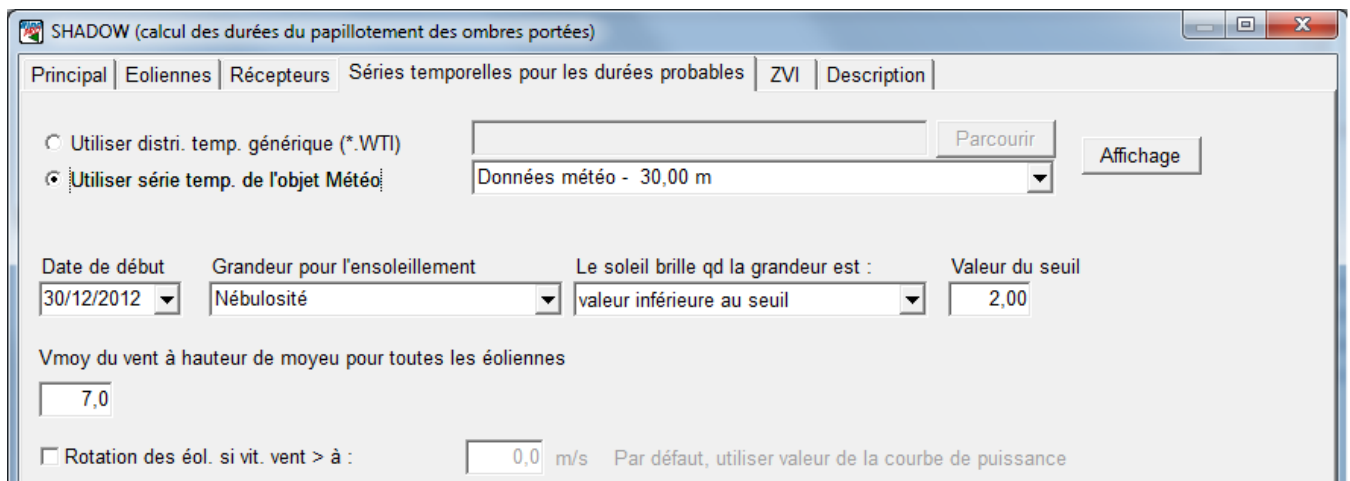 SHADOW (calcul des durées du papillotement des ombres portées)
Principal Eoliennes Récepteurs Séries temporelles pour les durées probables ZVI Description
Utiliser distri. temp. générique (*.WTI) Parcourir
Affichage
Utiliser série temp. de l'objet Météo Données météo - 30,00 m
Date de début Grandeur pour l'ensoleillement Le soleil brille qd la grandeur est : Valeur du seuil
30/12/2012 Nébulosité valeur inférieure au seuil 2,00
Vmoy du vent à hauteur de moyeu pour toutes les éoliennes
7,0
Rotation des éol. si vit. vent > à : 0,0 m/s Par défaut, utiliser valeur de la courbe de puissance